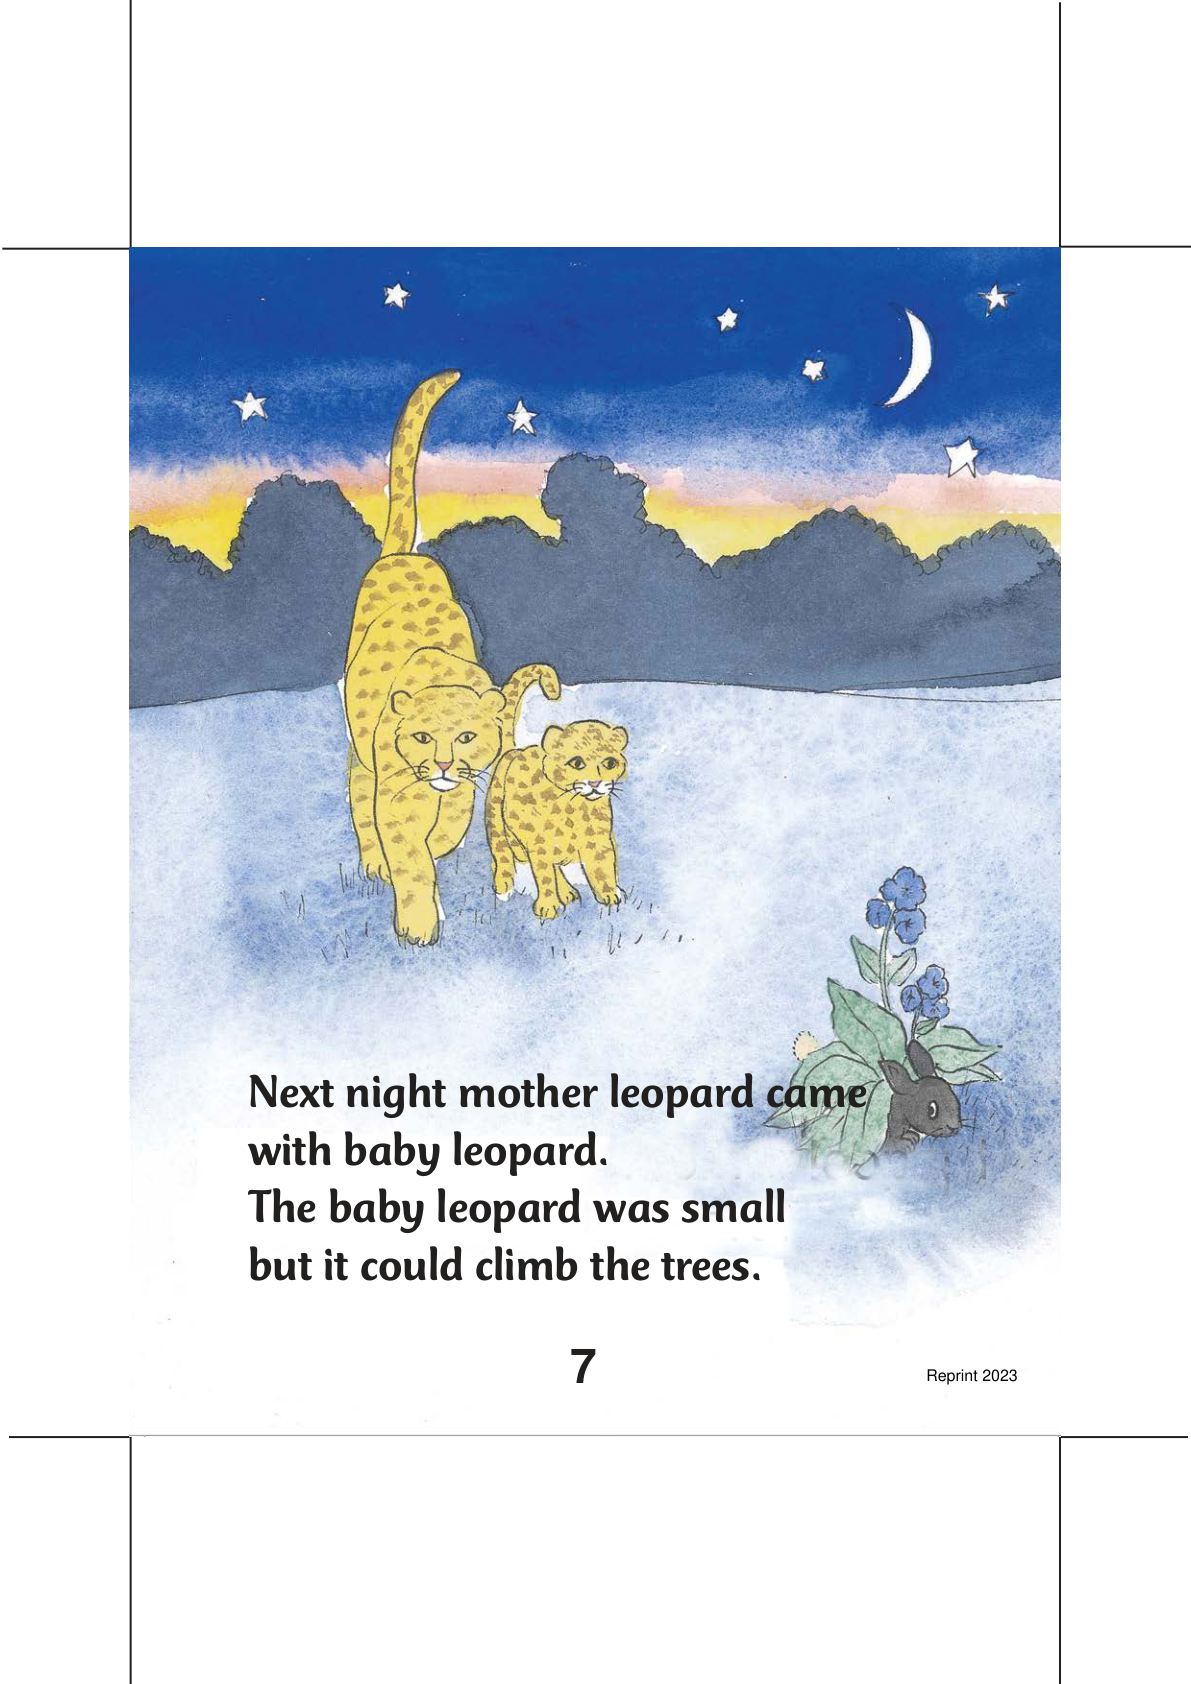 Next night mother leopard came
with baby leopard.
The baby leopard was small
but it could climb the trees.
7
Reprint 2023